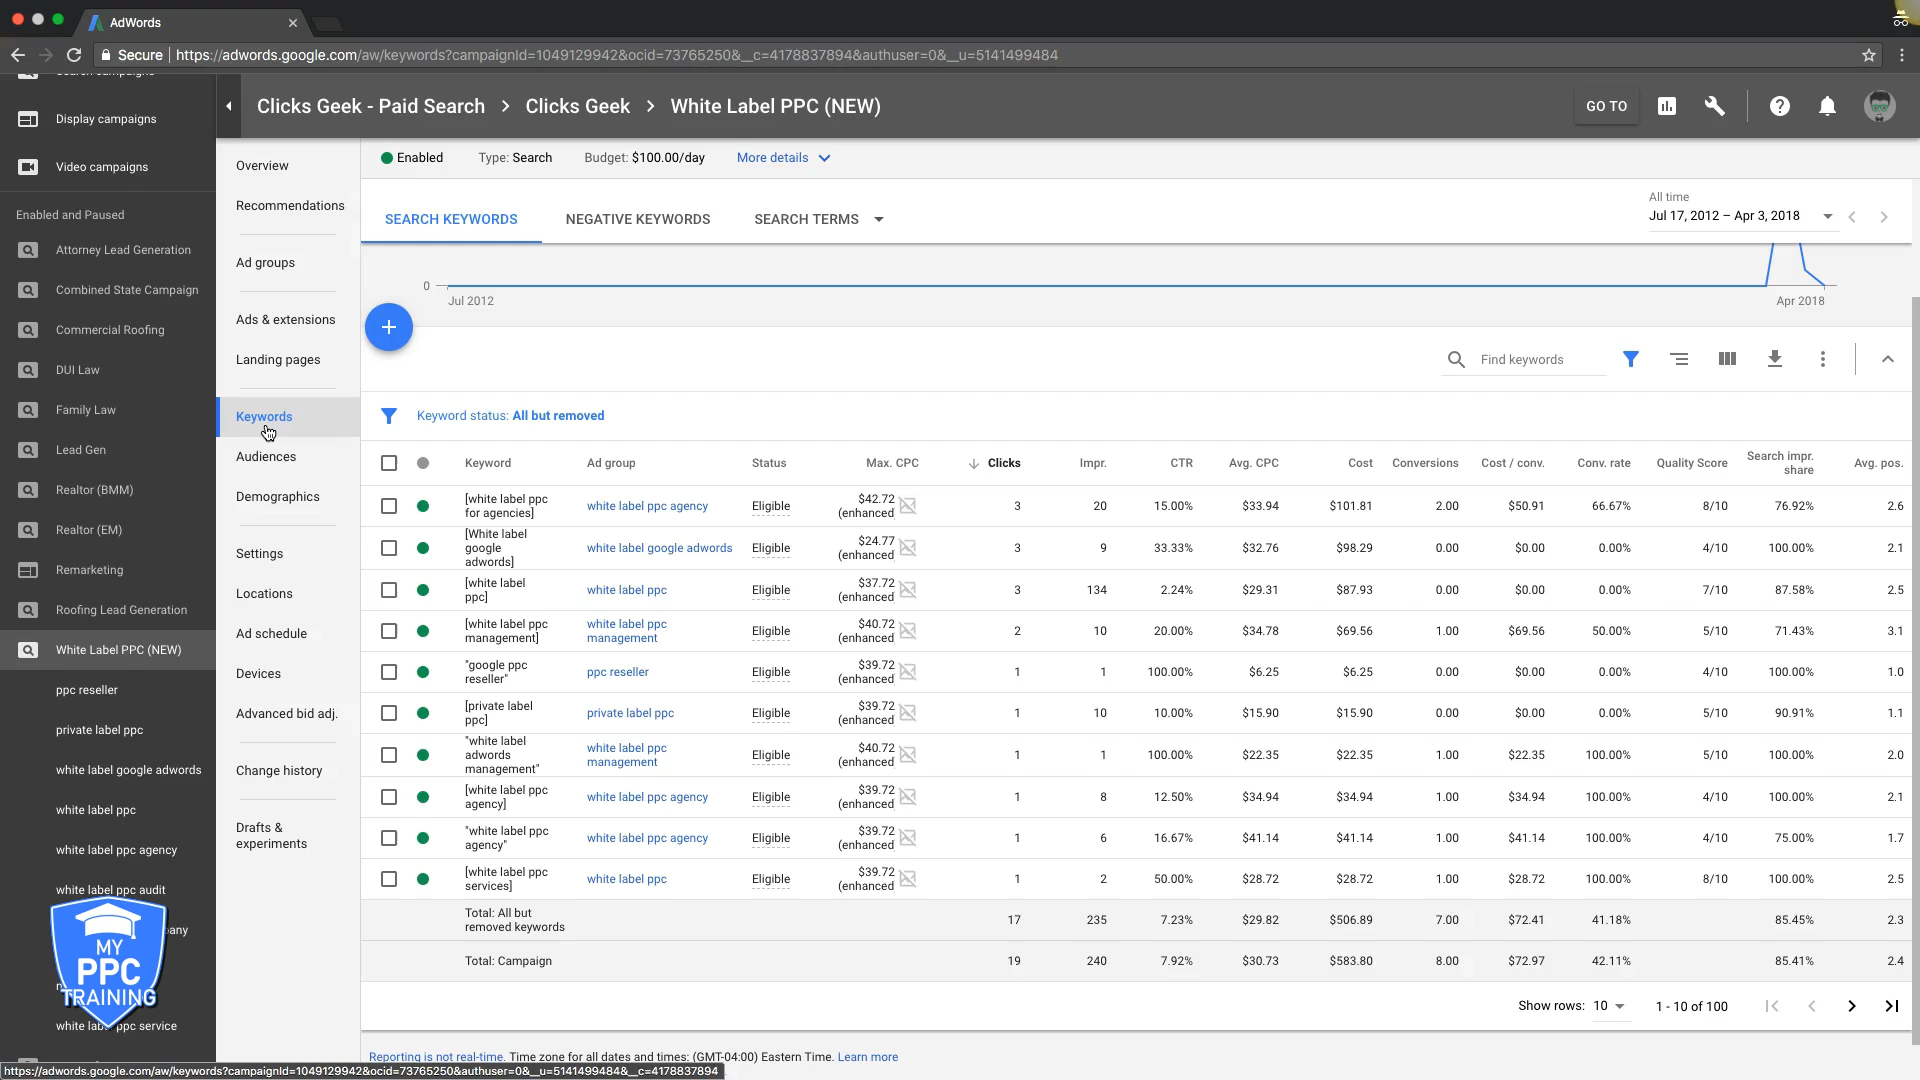 AdWords
Secure
https://adwords.google.com/aw/keywords?campaignId=1049129942&ocid=73765250&__c=4178837894&authuser=0&__u=5141499484
Clicks Geek - Paid Search > Clicks Geek > White Label PPC (NEW)
GO TO
Display campaigns
Video campaigns
Enabled and Paused
Attorney Lead Generation
Combined State Campaign
Commercial Roofing
DUI Law
Family Law
Lead Gen
Realtor (BMM)
Realtor (EM)
Remarketing
Roofing Lead Generation
White Label PPC (NEW)
ppc reseller
private label ppc
white label google adwords
white label ppc
white label ppc agency
white label ppc audit
MY
PPC
TRAINING
Overview
Recommendations
Ad groups
Ads & extensions
Landing pages
Keywords
Audiences
Demographics
Settings
Locations
Ad schedule
Devices
Advanced bid adj.
Change history
Drafts &
experiments
Enabled Type: Search Budget: $100.00/day More details
SEARCH KEYWORDS NEGATIVE KEYWORDS SEARCH TERMS
All time
Jul 17, 2012 – Apr 3, 2018
0
Jul 2012 Apr 2018
Find keywords
Keyword status: All but removed
Keyword Ad group Status Max. CPC Clicks Impr. CTR Avg. CPC Cost Conversions Cost / conv. Conv. rate Quality Score Search impr. share Avg. pos.
[white label ppc for agencies] white label ppc agency Eligible $42.72 (enhanced 3 20 15.00% $33.94 $101.81 2.00 $50.91 66.67% 8/10 76.92% 2.6
[White label google adwords] white label google adwords Eligible $24.77 (enhanced 3 9 33.33% $32.76 $98.29 0.00 $0.00 0.00% 4/10 100.00% 2.1
[white label ppc] white label ppc Eligible $37.72 (enhanced 3 134 2.24% $29.31 $87.93 0.00 $0.00 0.00% 7/10 87.58% 2.5
[white label ppc management] white label ppc management Eligible $40.72 (enhanced 2 10 20.00% $34.78 $69.56 1.00 $69.56 50.00% 5/10 71.43% 3.1
"google ppc reseller" ppc reseller Eligible $39.72 (enhanced 1 1 100.00% $6.25 $6.25 0.00 $0.00 0.00% 4/10 100.00% 1.0
[private label ppc] private label ppc Eligible $39.72 (enhanced 1 10 10.00% $15.90 $15.90 0.00 $0.00 0.00% 5/10 90.91% 1.1
"white label adwords management" white label ppc management Eligible $40.72 (enhanced 1 1 100.00% $22.35 $22.35 1.00 $22.35 100.00% 5/10 100.00% 2.0
[white label ppc agency] white label ppc agency Eligible $39.72 (enhanced 1 8 12.50% $34.94 $34.94 1.00 $34.94 100.00% 4/10 100.00% 2.1
"white label ppc agency" white label ppc agency Eligible $39.72 (enhanced 1 6 16.67% $41.14 $41.14 1.00 $41.14 100.00% 4/10 75.00% 1.7
[white label ppc services] white label ppc Eligible $39.72 (enhanced 1 2 50.00% $28.72 $28.72 1.00 $28.72 100.00% 8/10 100.00% 2.5
Total: All but removed keywords 17 235 7.23% $29.82 $506.89 7.00 $72.41 41.18% 85.45% 2.3
Total: Campaign 19 240 7.92% $30.73 $583.80 8.00 $72.97 42.11% 85.41% 2.4
Show rows: 10 1 - 10 of 100
Reporting is not real-time. Time zone for all dates and times: (GMT-04:00) Eastern Time. Learn more
https://adwords.google.com/aw/keywords?campaignId=1049129942&ocid=73765250&authuser=0&__u=5141499484&__c=4178837894